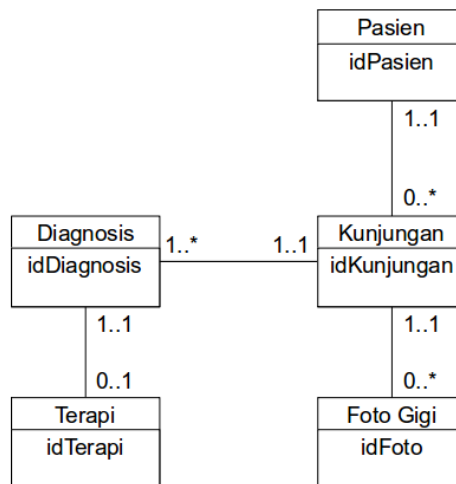 Pasien
idPasien
1..1
0..*
Diagnosis
idDiagnosis
1..*
1..1
Kunjungan
idKunjungan
1..1
0..1
1..1
0..*
Terapi
idTerapi
Foto Gigi
idFoto